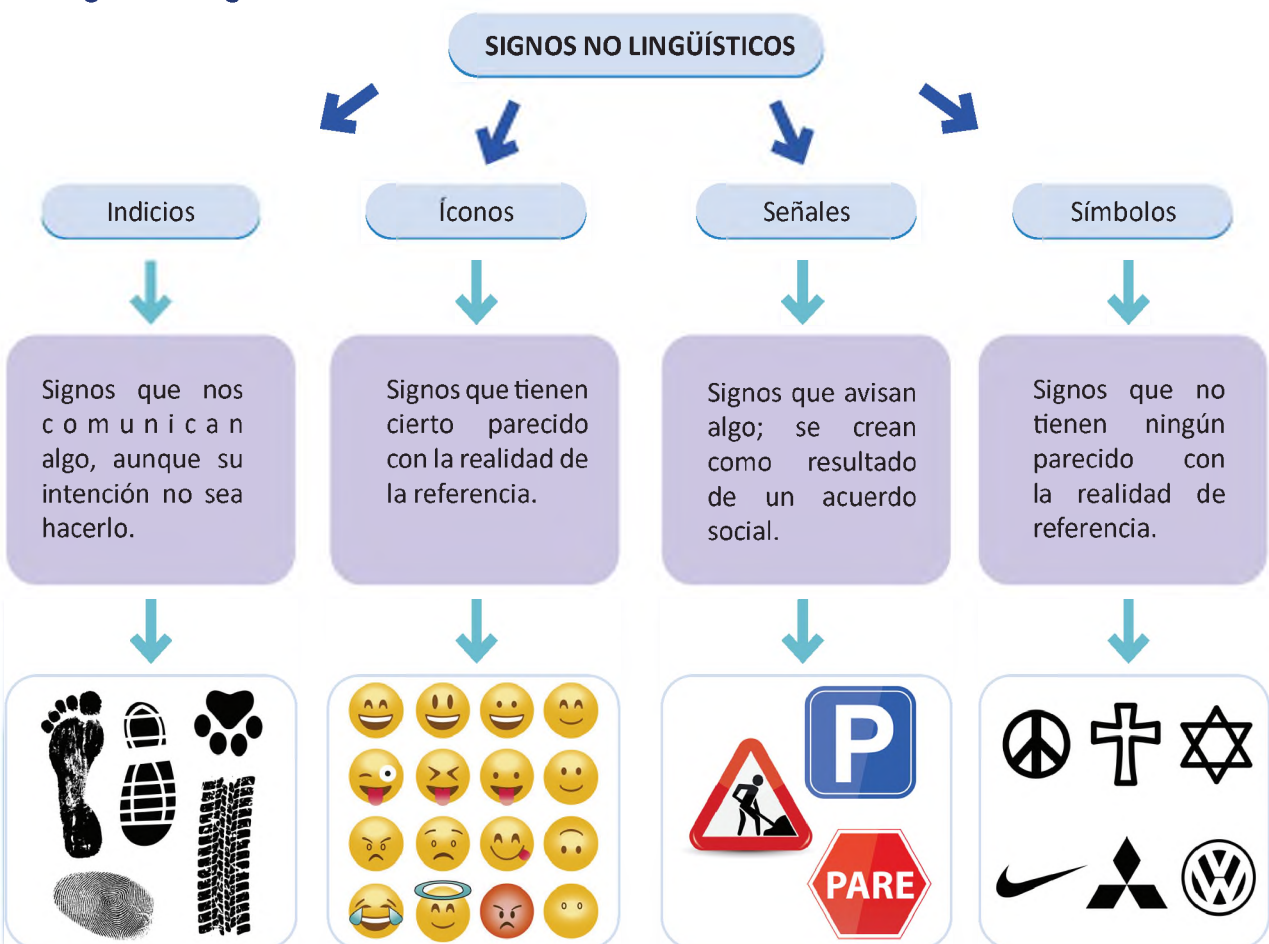 SIGNOS NO LINGÜÍSTICOS
Indicios
Íconos
Señales
Símbolos
Signos que nos
comunican
algo, aunque su
intención no sea
hacerlo.
Signos que tienen
cierto parecido
con la realidad de
la referencia.
Signos que avisan
algo; se crean
como resultado
de un acuerdo
social.
Signos que no
tienen ningún
parecido con
la realidad de
referencia.
P
PARE